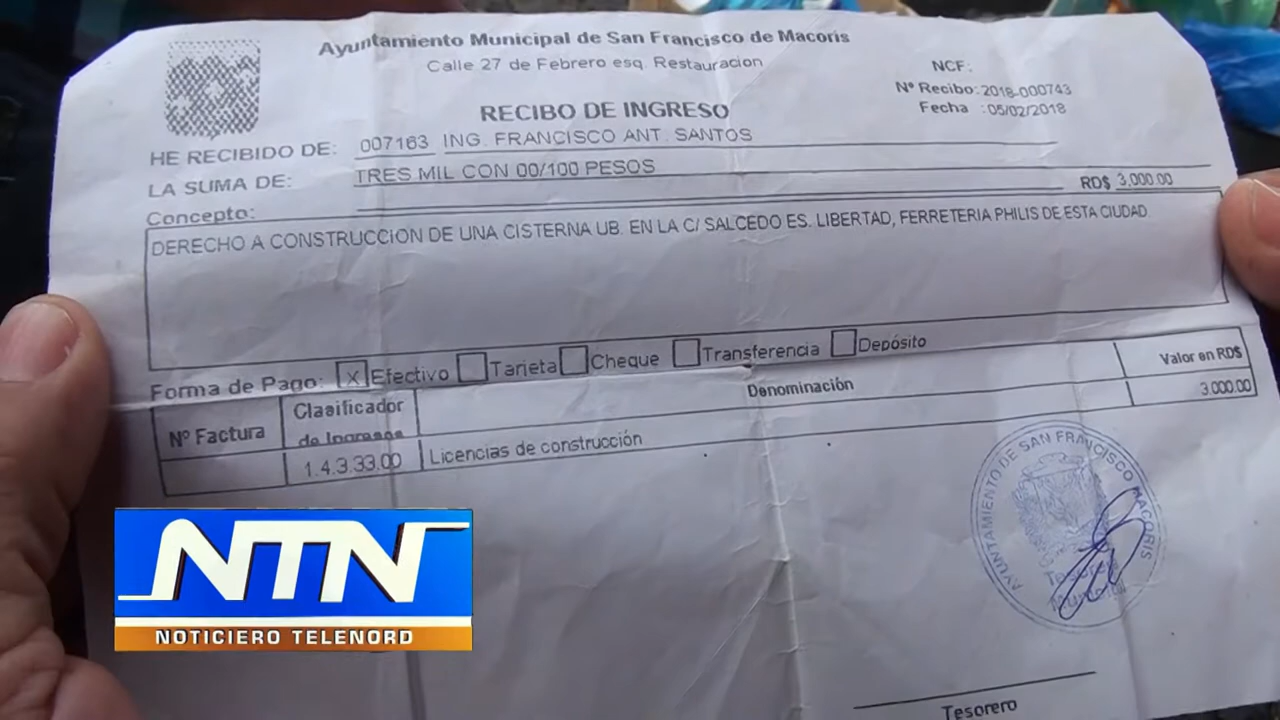 Ayuntamiento Municipal de San Francisco de Macoris
Calle 27 de Febrero esq. Restauracion
NCF:
Nº Recibo: 2018-000743
Fecha : 05/02/2018
RECIBO DE INGRESO
HE RECIBIDO DE: 007163 ING. FRANCISCO ANT. SANTOS
LA SUMA DE: TRES MIL CON 00/100 PESOS
RD$ 3,000.00
Concepto:
DERECHO A CONSTRUCCION DE UNA CISTERNA UB. EN LA C/ SALCEDO ES. LIBERTAD, FERRETERIA PHILIS DE ESTA CIUDAD
Forma de Pago: X Efectivo Tarjeta Cheque Transferencia Depósito
Nº Factura Clasificador de Ingresos Denominación Valor en RD$
1.4.3.33.00 Licencias de construcción 3,000.00
AYUNTAMIENTO DE SAN FRANCISCO MACORIS
Tesorero
Municipal
Tesorero
NTN
NOTICIERO TELENORD